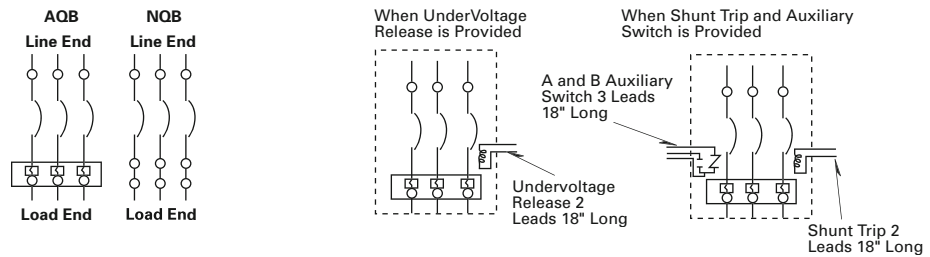 AQB
Line End
Load End
NQB
Line End
Load End
When UnderVoltage
Release is Provided
Undervoltage
Release 2
Leads 18" Long
When Shunt Trip and Auxiliary
Switch is Provided
A and B Auxiliary
Switch 3 Leads
18" Long
Shunt Trip 2
Leads 18" Long